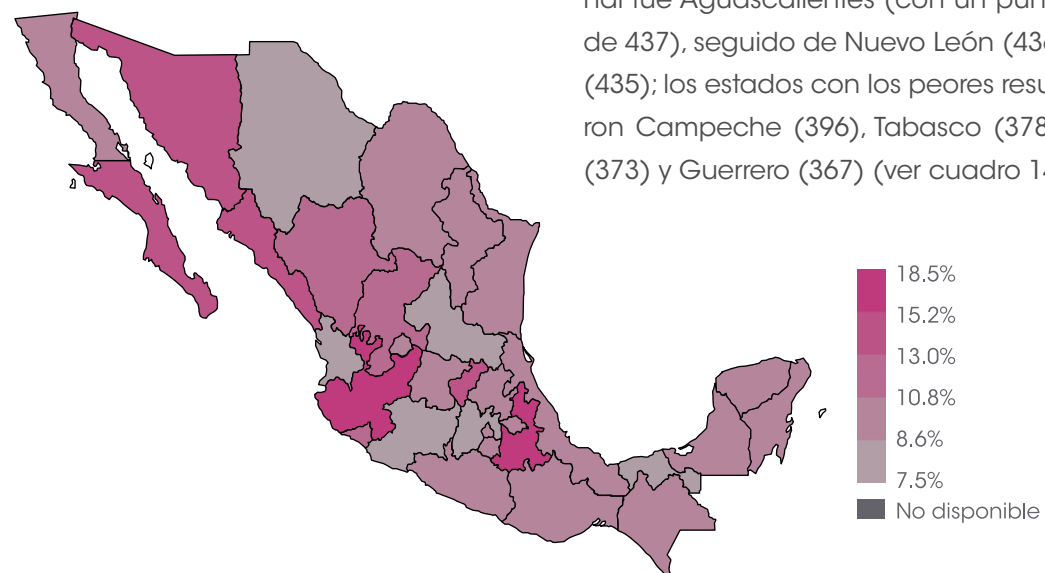 nal fue Aguascalientes (con un pun
de 437), seguido de Nuevo León (436
(435); los estados con los peores resu
ron Campeche (396), Tabasco (378
(373) y Guerrero (367) (ver cuadro 14
18.5%
15.2%
13.0%
10.8%
8.6%
7.5%
No disponible